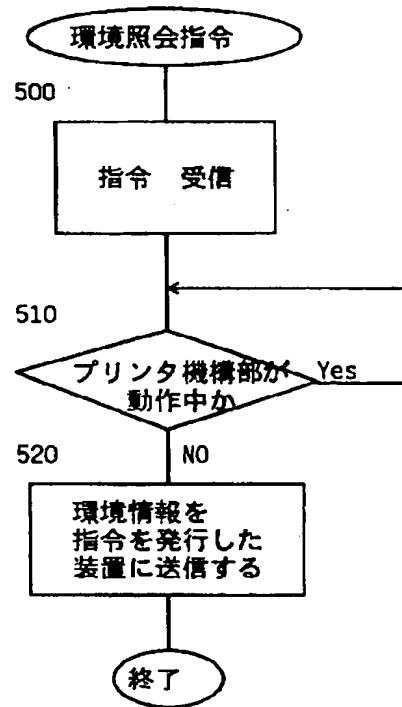 環境照会指令
500
指令 受信
510
プリンタ機構部が Yes
動作中か
520 NO
環境情報を
指令を発行した
装置に送信する
終了